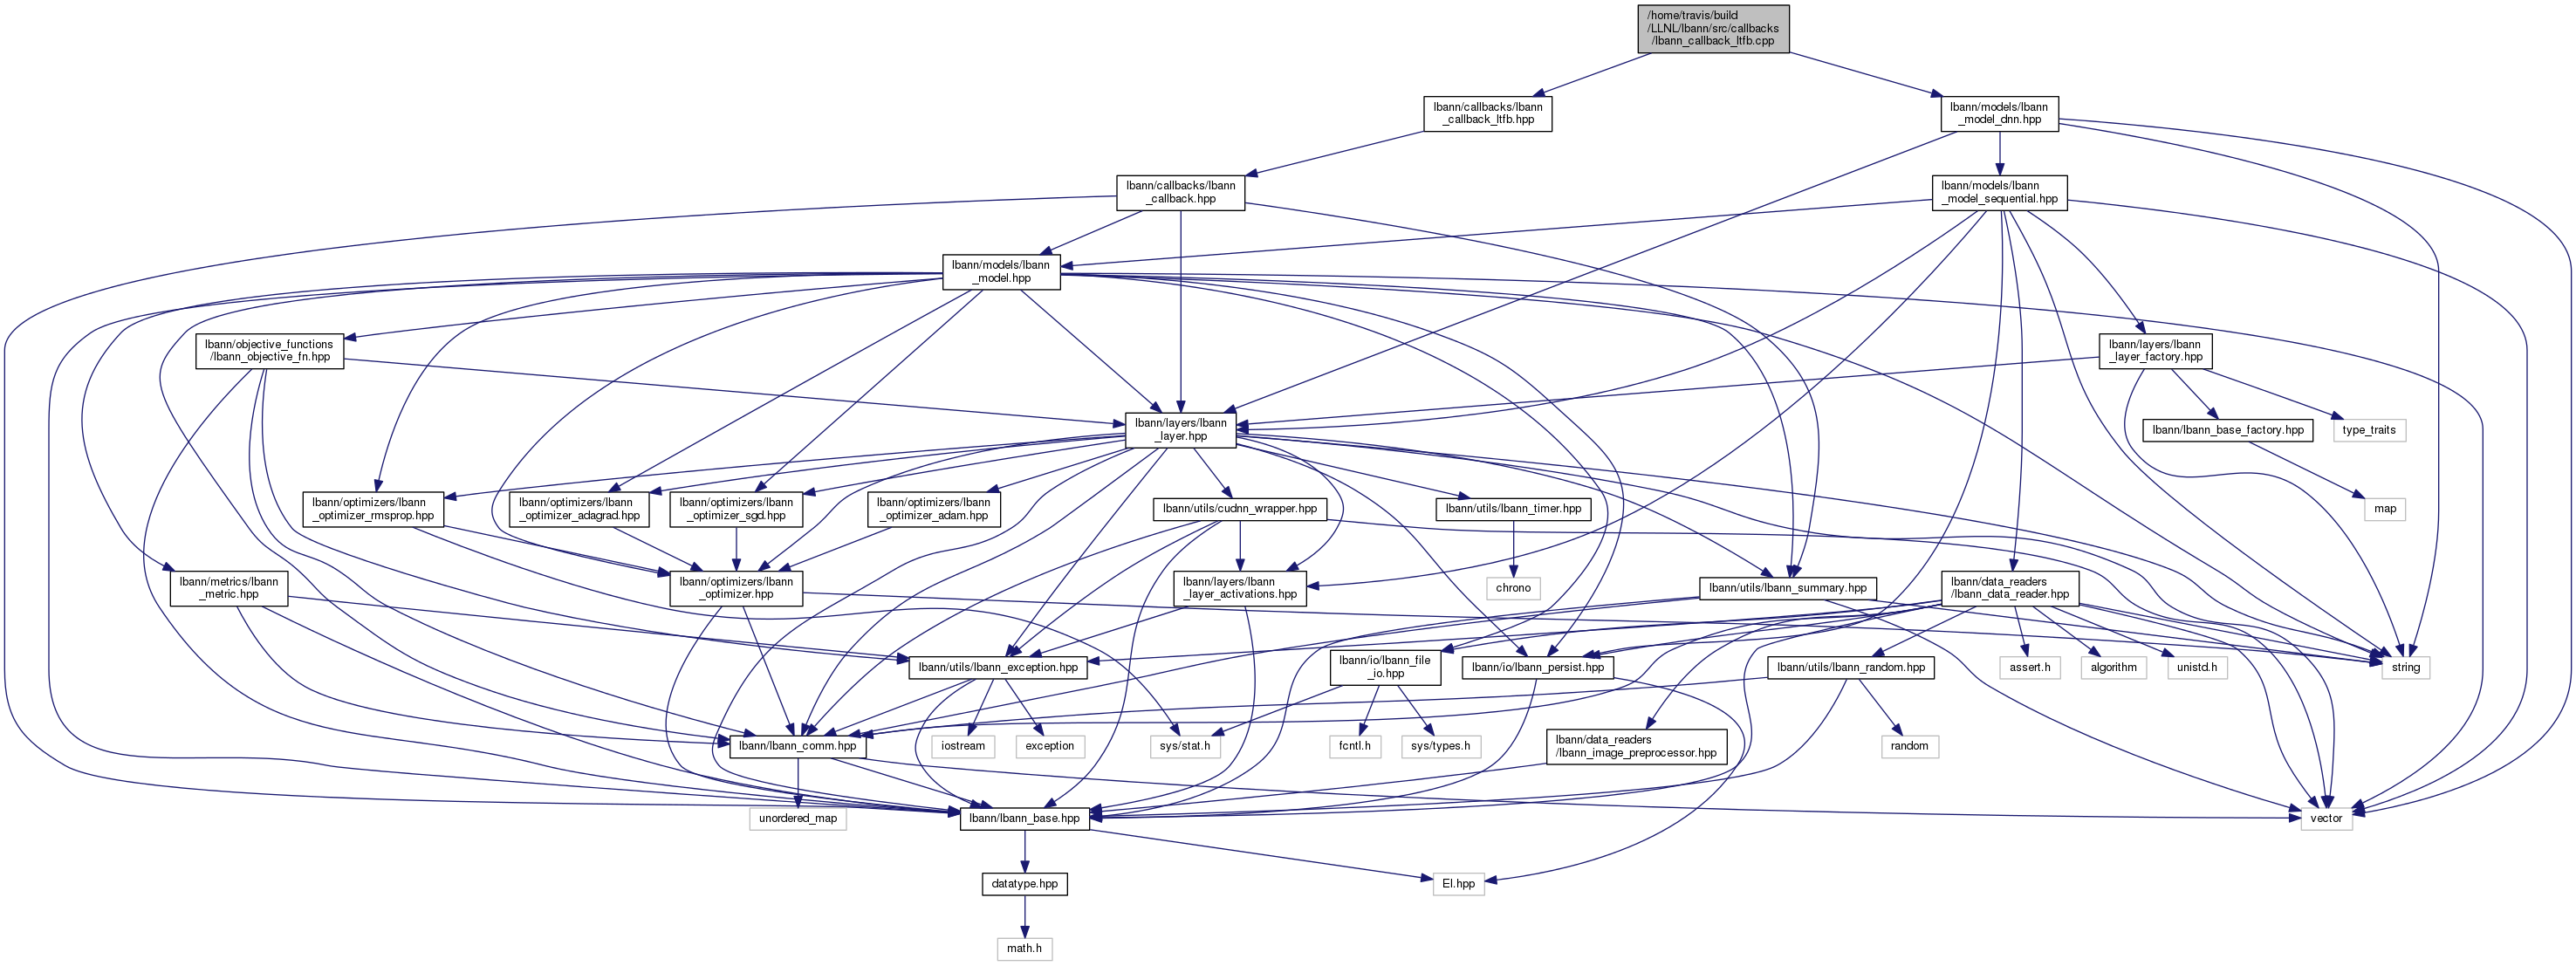 /home/travis/build
/LLNL/lbann/src/callbacks
/lbann_callback_ltfb.cpp
lbann/callbacks/lbann
_callback_ltfb.hpp
lbann/models/lbann
_model_dnn.hpp
lbann/callbacks/lbann
_callback.hpp
lbann/models/lbann
_model_sequential.hpp
lbann/models/lbann
_model.hpp
lbann/objective_functions
/lbann_objective_fn.hpp
lbann/layers/lbann
_layer_factory.hpp
lbann/layers/lbann
_layer.hpp
lbann/lbann_base_factory.hpp
type_traits
lbann/optimizers/lbann
_optimizer_rmsprop.hpp
lbann/optimizers/lbann
_optimizer_adagrad.hpp
lbann/optimizers/lbann
_optimizer_sgd.hpp
lbann/optimizers/lbann
_optimizer_adam.hpp
lbann/utils/cudnn_wrapper.hpp
lbann/utils/lbann_timer.hpp
map
lbann/metrics/lbann
_metric.hpp
lbann/optimizers/lbann
_optimizer.hpp
lbann/layers/lbann
_layer_activations.hpp
chrono
lbann/utils/lbann_summary.hpp
lbann/data_readers
/lbann_data_reader.hpp
lbann/utils/lbann_exception.hpp
lbann/io/lbann_file
_io.hpp
lbann/io/lbann_persist.hpp
lbann/utils/lbann_random.hpp
assert.h
algorithm
unistd.h
string
lbann/lbann_comm.hpp
iostream
exception
sys/stat.h
fcntl.h
sys/types.h
lbann/data_readers
/lbann_image_preprocessor.hpp
random
unordered_map
lbann/lbann_base.hpp
vector
datatype.hpp
El.hpp
math.h